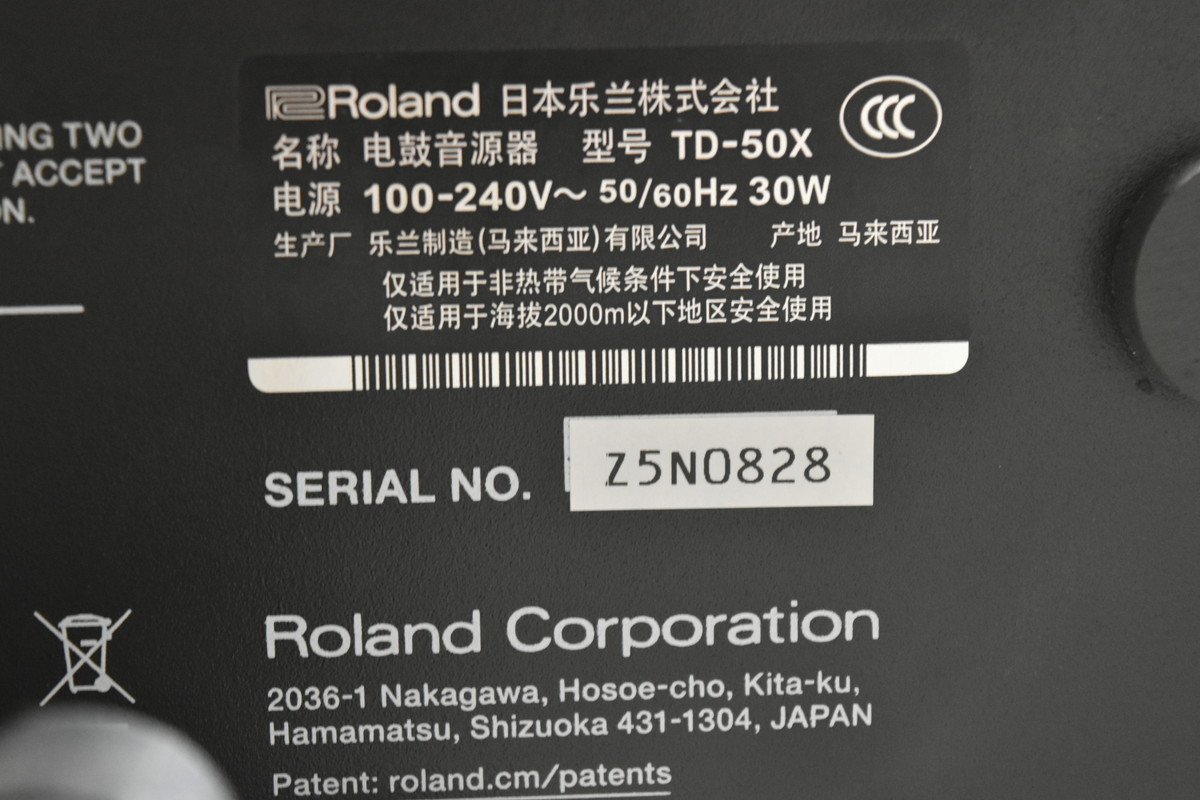 ING TWO
ACCEPT
N.
Roland 日本乐兰株式会社
名称 电鼓音源器 型号 TD-50X
电源 100-240V～ 50/60Hz 30W
生产厂 乐兰制造(马来西亚)有限公司 产地 马来西亚
仅适用于非热带气候条件下安全使用
仅适用于海拔2000m以下地区安全使用
SERIAL NO. Z5N0828
Roland Corporation
2036-1 Nakagawa, Hosoe-cho, Kita-ku,
Hamamatsu, Shizuoka 431-1304, JAPAN
Patent: roland.cm/patents